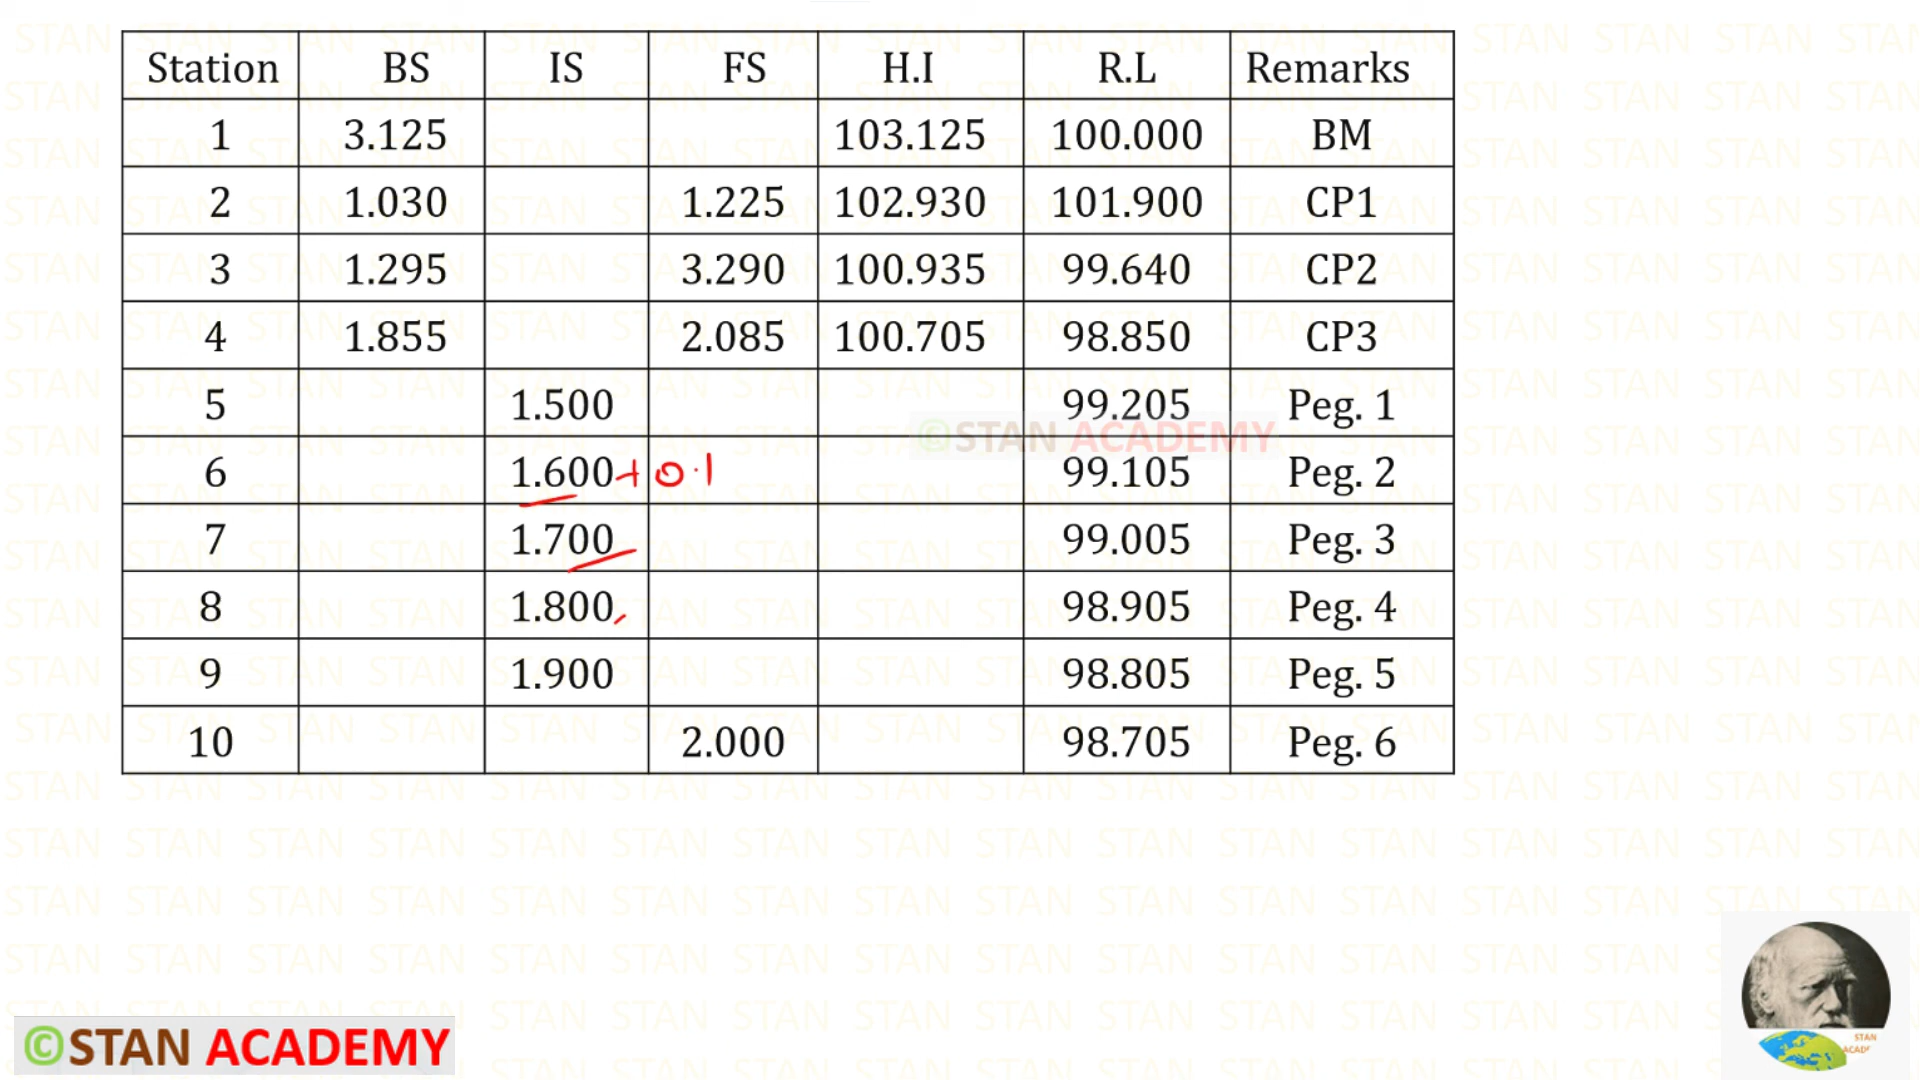 Station BS IS FS H.I R.L Remarks
1 3.125 103.125 100.000 BM
2 1.030 1.225 102.930 101.900 CP1
3 1.295 3.290 100.935 99.640 CP2
4 1.855 2.085 100.705 98.850 CP3
5 1.500 99.205 Peg. 1
©STAN ACADEMY
6 1.600 + 0.1 99.105 Peg. 2
7 1.700 99.005 Peg. 3
8 1.800 98.905 Peg. 4
9 1.900 98.805 Peg. 5
10 2.000 98.705 Peg. 6
©STAN ACADEMY
STAN